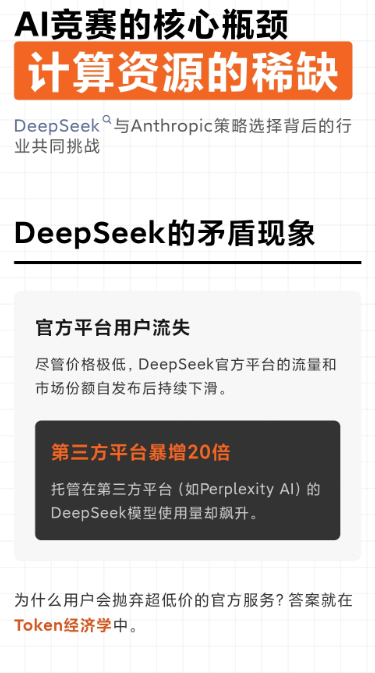 AI竞赛的核心瓶颈
计算资源的稀缺
DeepSeek与Anthropic策略选择背后的行
业共同挑战
DeepSeek的矛盾现象
官方平台用户流失
尽管价格极低，DeepSeek官方平台的流量和
市场份额自发布后持续下滑。
第三方平台暴增20倍
托管在第三方平台（如Perplexity AI）的
DeepSeek模型使用量却飙升。
为什么用户会抛弃超低价的官方服务？答案就在
Token经济学中。